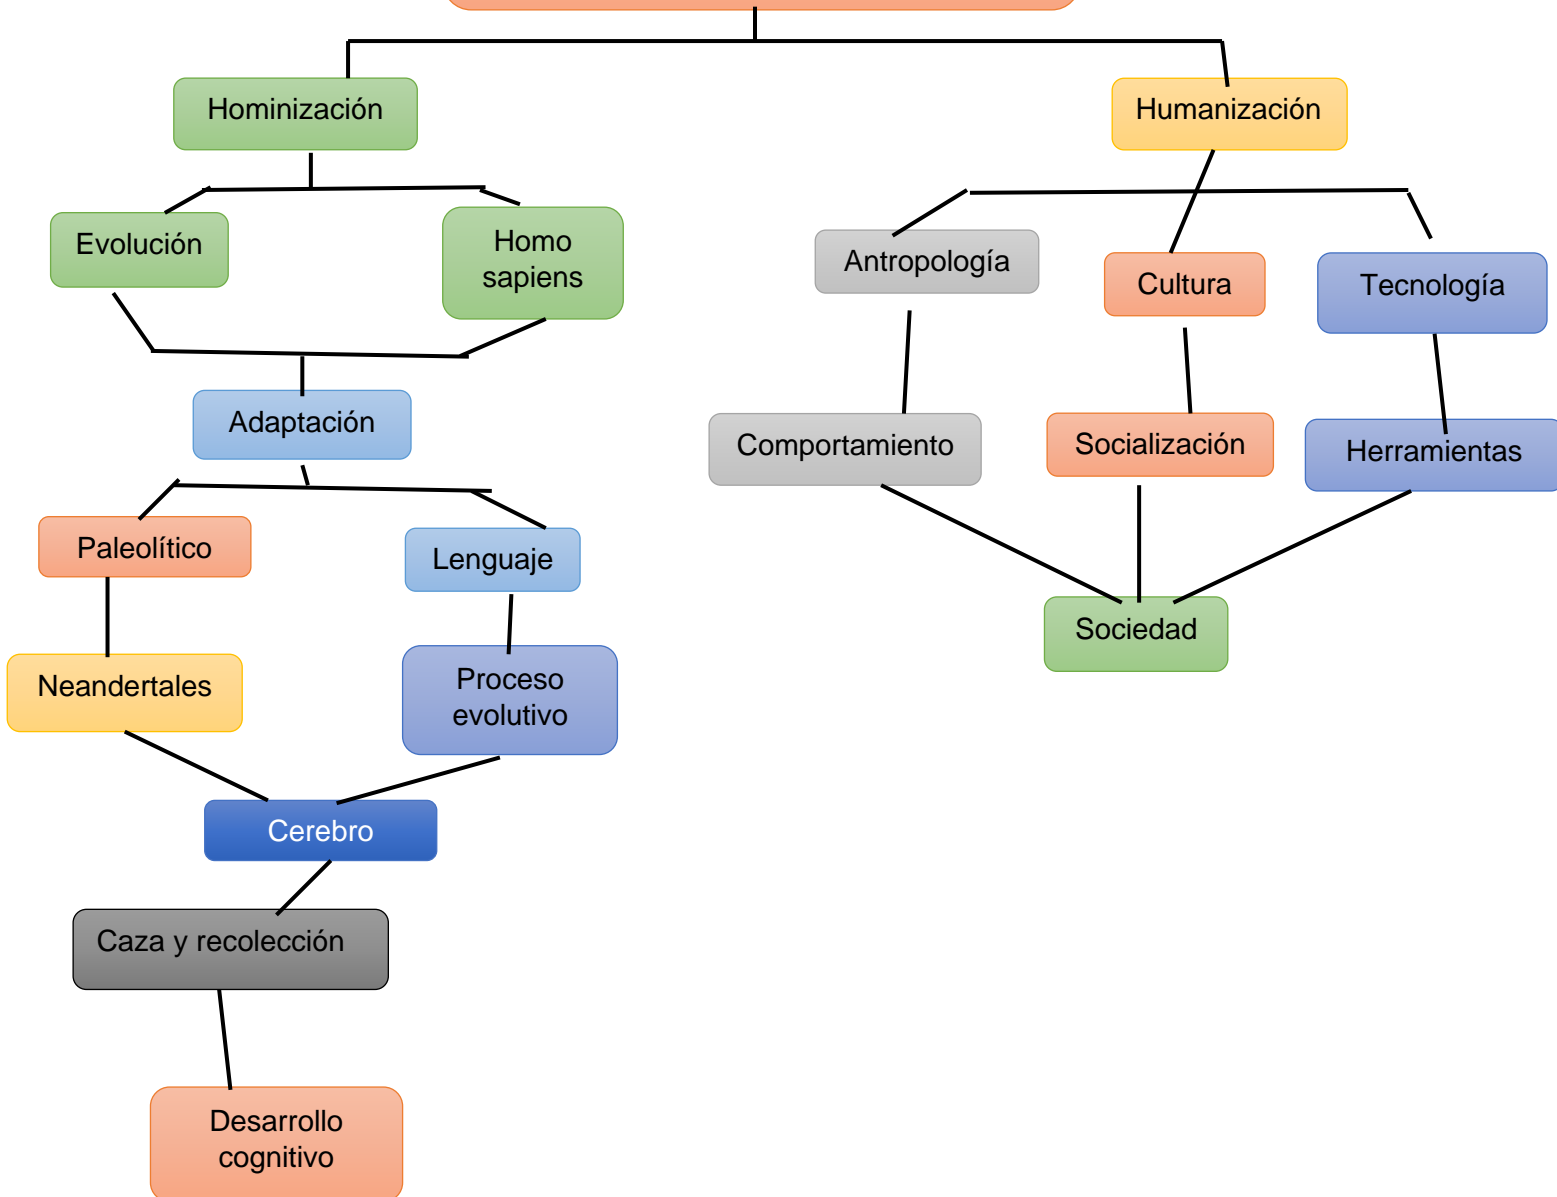 Hominización
Humanización
Evolución
Homo
sapiens
Antropología
Cultura
Tecnología
Adaptación
Comportamiento
Socialización
Herramientas
Paleolítico
Lenguaje
Sociedad
Neandertales
Proceso
evolutivo
Cerebro
Caza y recolección
Desarrollo
cognitivo